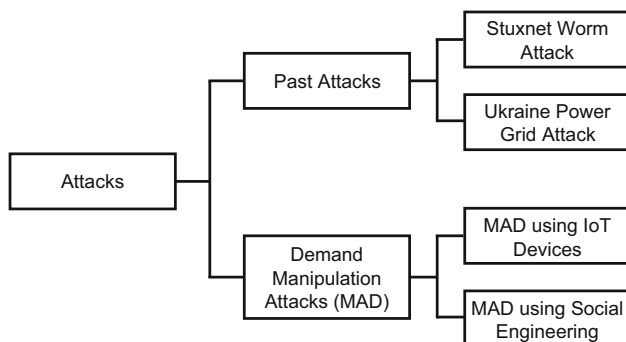 Attacks
Past Attacks
Stuxnet Worm
Attack
Ukraine Power
Grid Attack
Demand
Manipulation
Attacks (MAD)
MAD using IoT
Devices
MAD using Social
Engineering